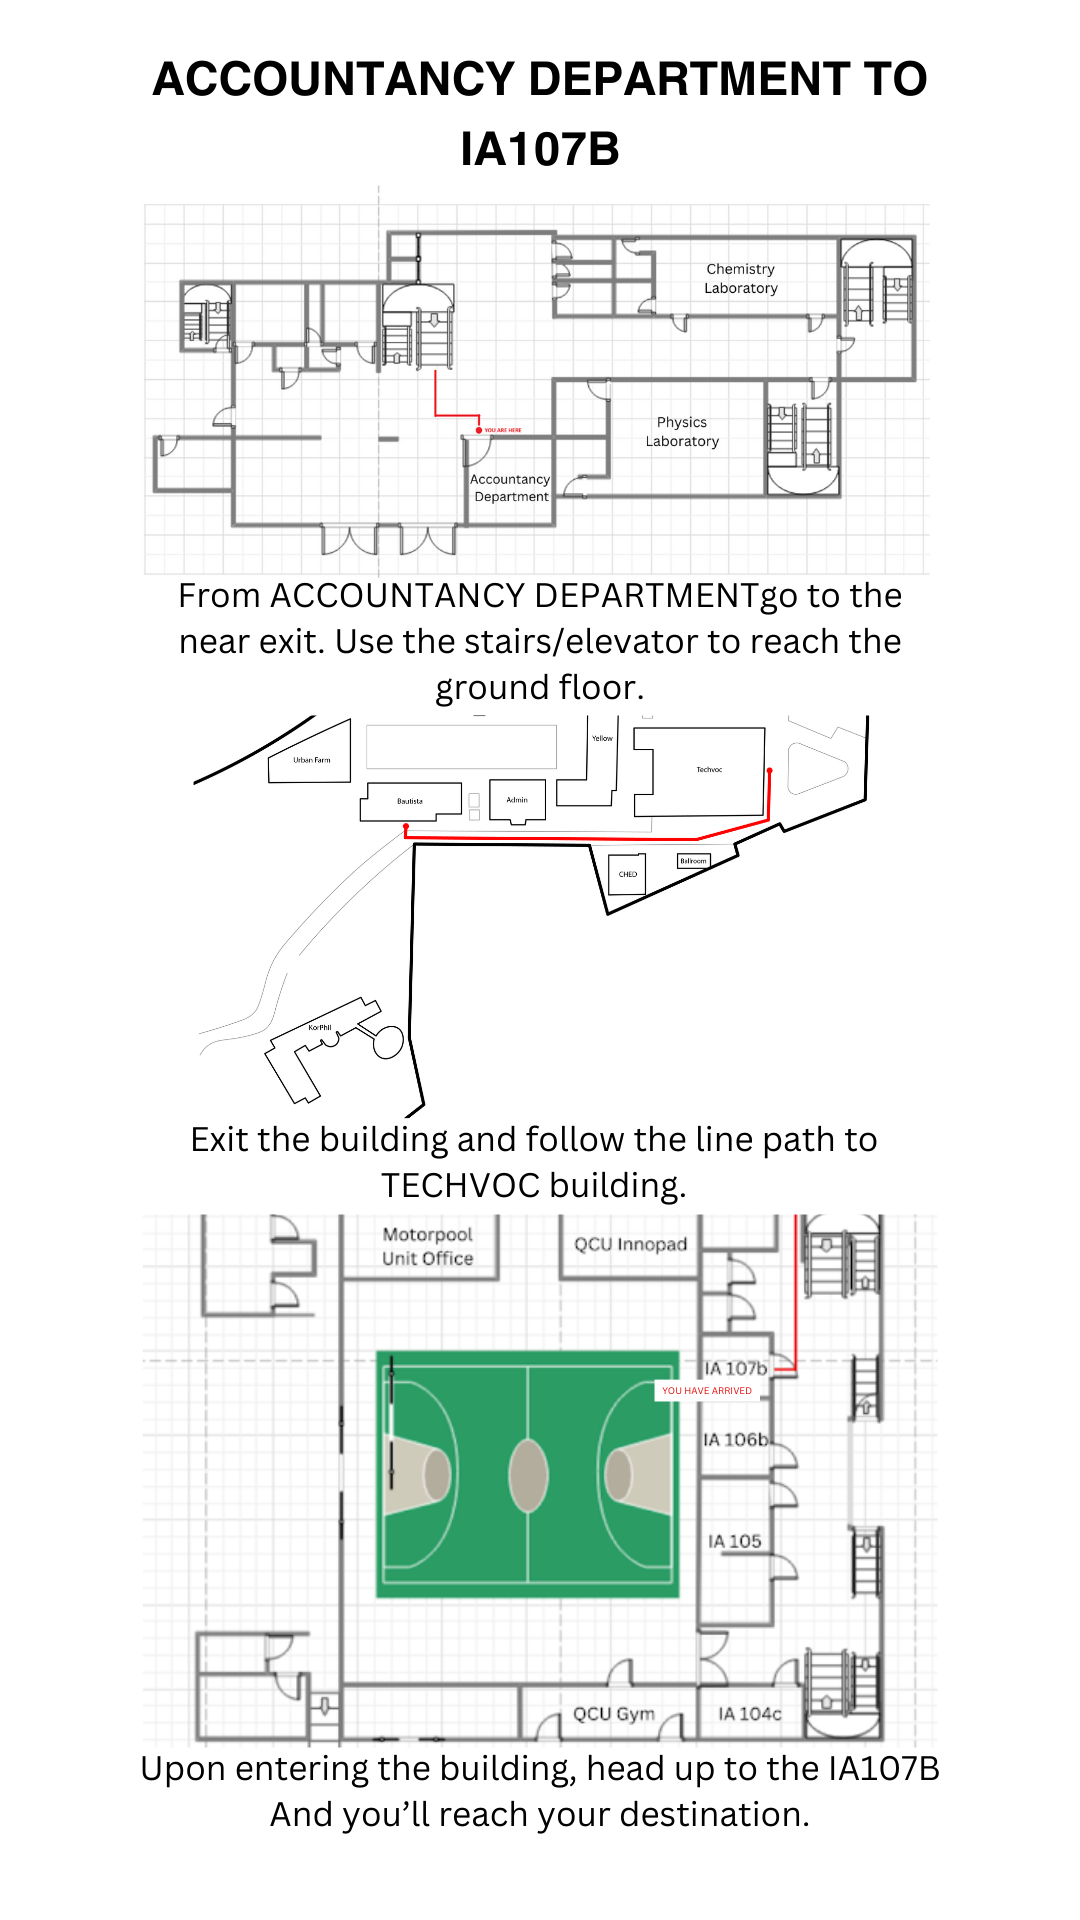 ACCOUNTANCY DEPARTMENT TO
IA107B
Chemistry
Laboratory
Physics
Laboratory
YOU ARE HERE
Accountancy
Department
From ACCOUNTANCY DEPARTMENTgo to the
near exit. Use the stairs/elevator to reach the
ground floor.
Yellow
Urban Farm
Techvoc
Bautista
Admin
Ballroom
CHED
KorPhil
Exit the building and follow the line path to
TECHVOC building.
Motorpool
Unit Office
QCU Innopad
IA 107b
YOU HAVE ARRIVED
IA 106b
IA 105
QCU Gym
IA 104c
Upon entering the building, head up to the IA107B
And you’ll reach your destination.